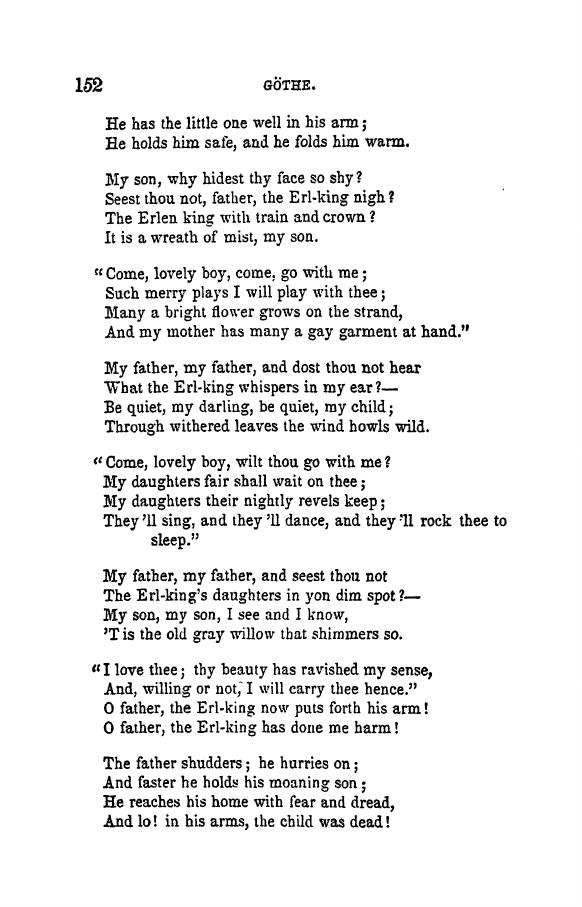 152 GÖTHE.
He has the little one well in his arm;
He holds him safe, and he folds him warm.
My son, why hidest thy face so shy?
Seest thou not, father, the Erl-king nigh?
The Erlen king with train and crown?
It is a wreath of mist, my son.
"Come, lovely boy, come, go with me;
Such merry plays I will play with thee;
Many a bright flower grows on the strand,
And my mother has many a gay garment at hand."
My father, my father, and dost thou not hear
What the Erl-king whispers in my ear?—
Be quiet, my darling, be quiet, my child;
Through withered leaves the wind howls wild.
"Come, lovely boy, wilt thou go with me?
My daughters fair shall wait on thee;
My daughters their nightly revels keep;
They 'll sing, and they 'll dance, and they 'll rock thee to
sleep."
My father, my father, and seest thou not
The Erl-king's daughters in yon dim spot?—
My son, my son, I see and I know,
'T is the old gray willow that shimmers so.
"I love thee; thy beauty has ravished my sense,
And, willing or not, I will carry thee hence."
O father, the Erl-king now puts forth his arm!
O father, the Erl-king has done me harm!
The father shudders; he hurries on;
And faster he holds his moaning son;
He reaches his home with fear and dread,
And lo! in his arms, the child was dead!